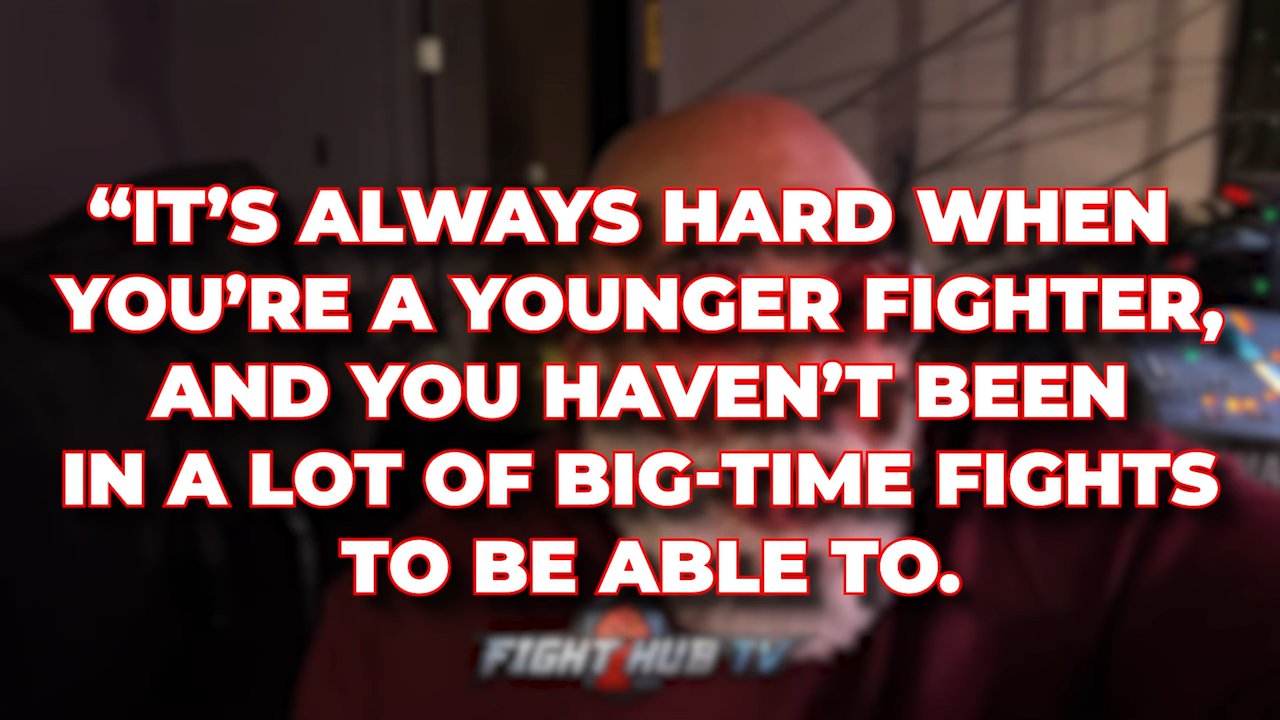 “IT’S ALWAYS HARD WHEN
YOU’RE A YOUNGER FIGHTER,
AND YOU HAVEN’T BEEN
IN A LOT OF BIG-TIME FIGHTS
TO BE ABLE TO.
FIGHT HUB TV